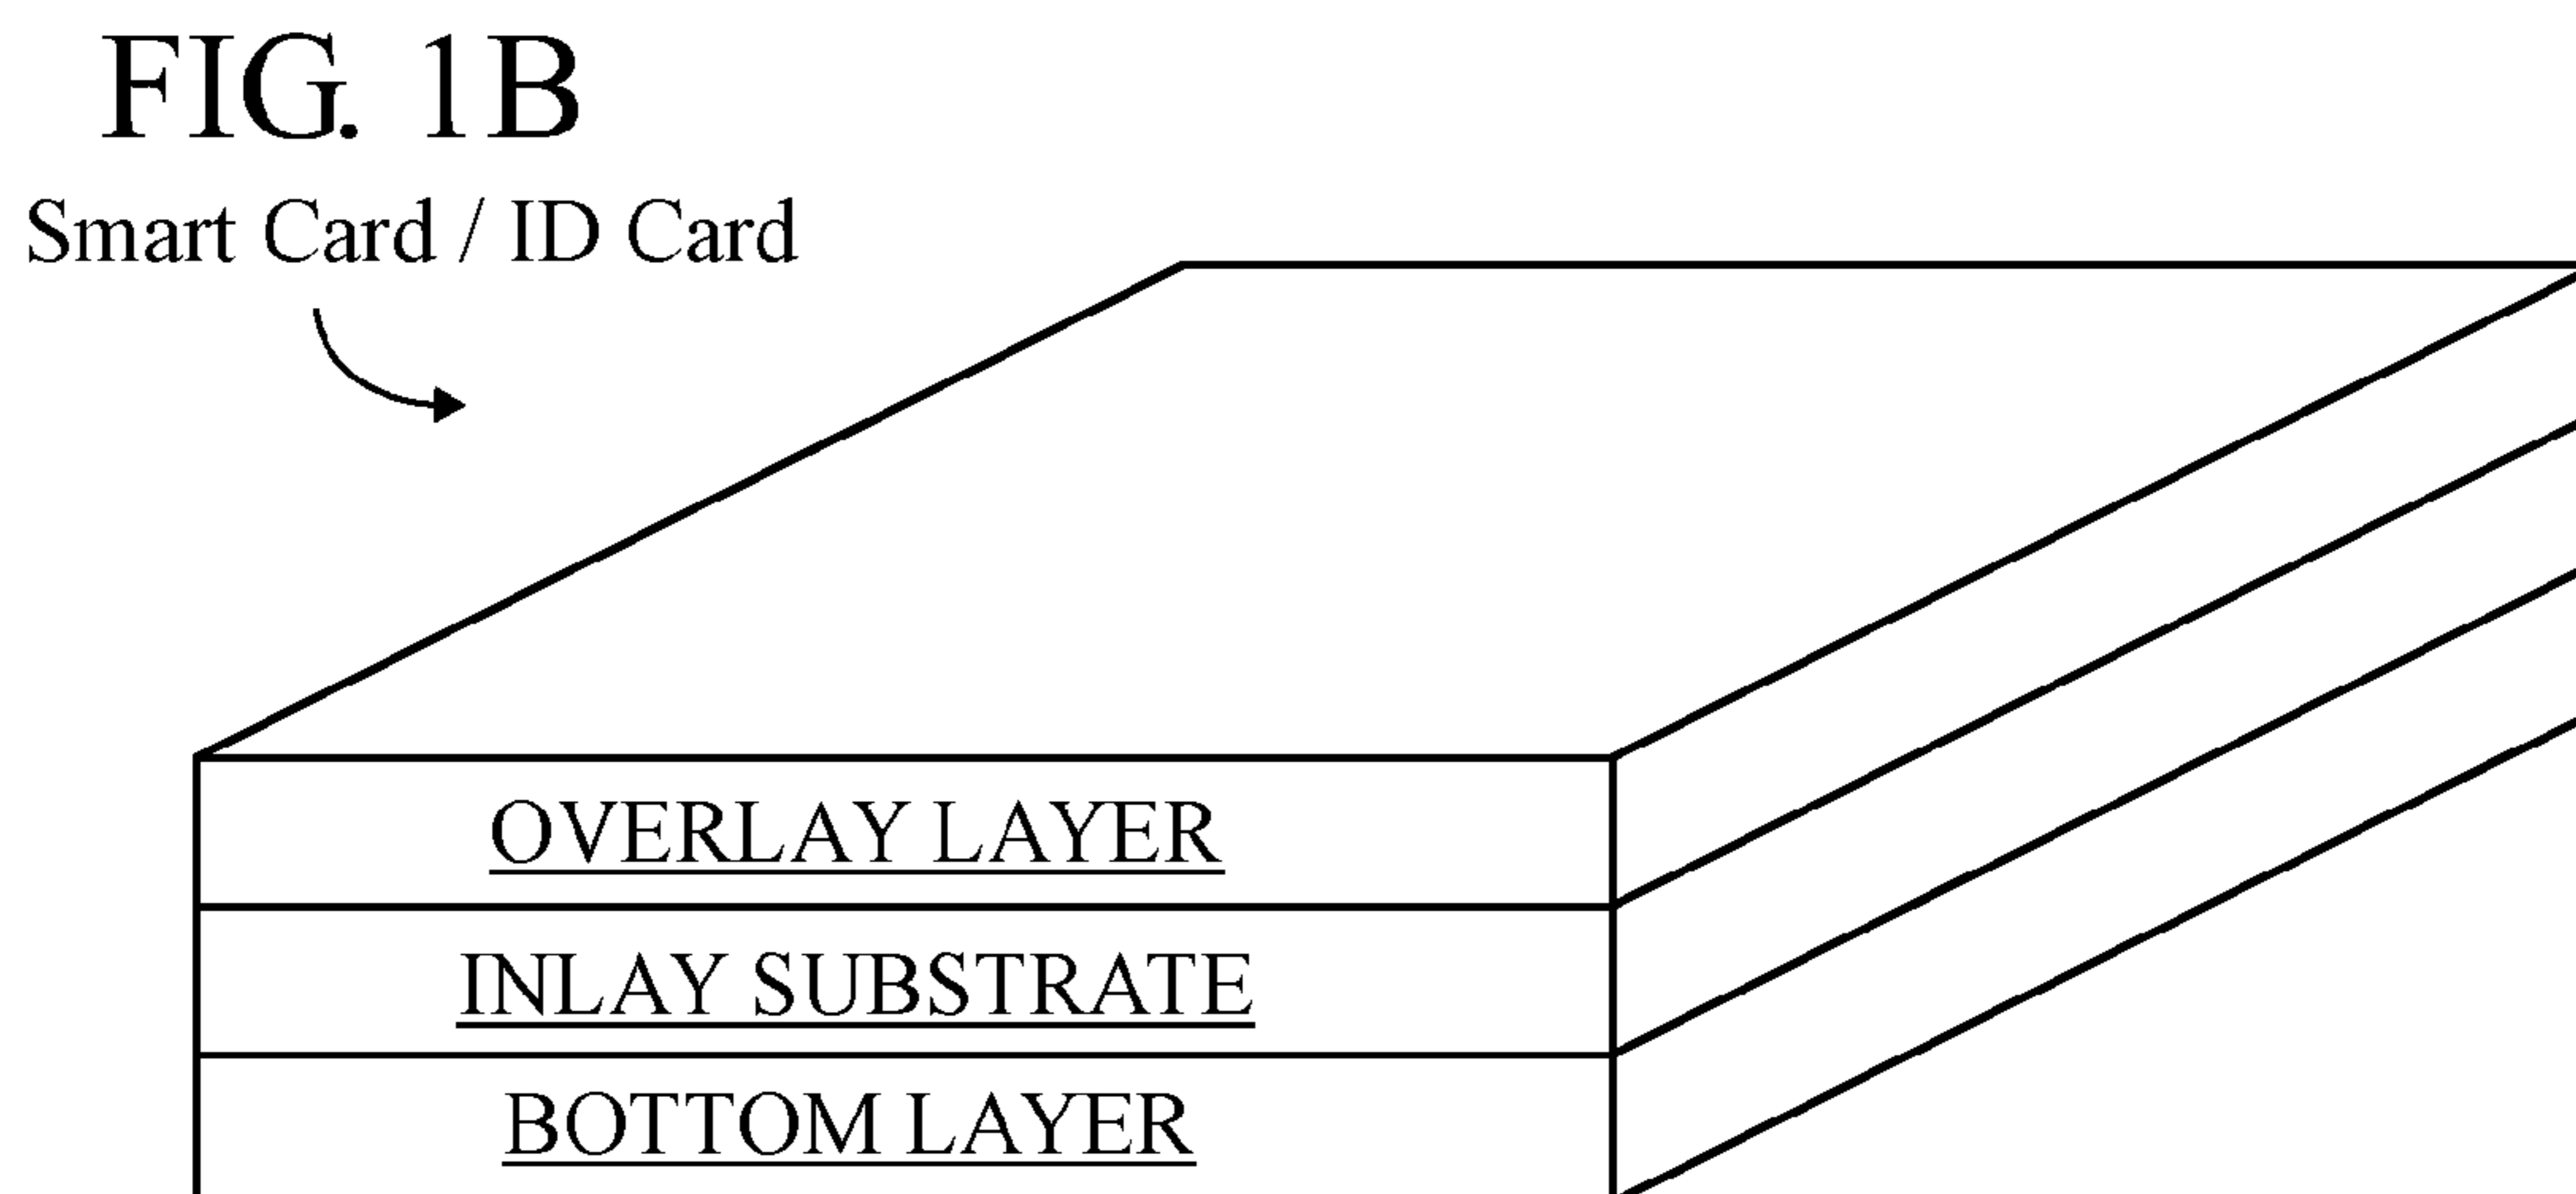 FIG. 1B
Smart Card / ID Card
OVERLAY LAYER
INLAY SUBSTRATE
BOTTOM LAYER